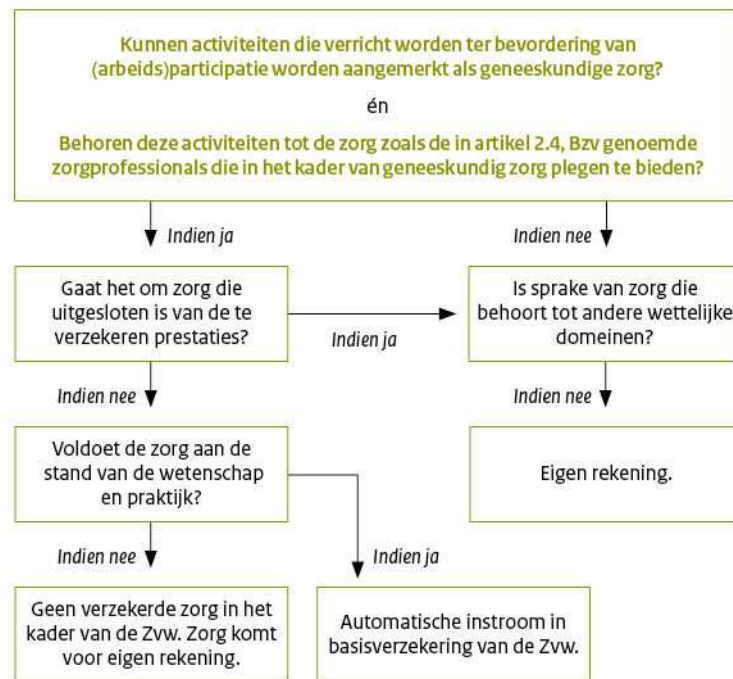 Kunnen activiteiten die verricht worden ter bevordering van
(arbeids)participatie worden aangemerkt als geneeskundige zorg?
én
Behoren deze activiteiten tot de zorg zoals de in artikel 2.4, Bzv genoemde
zorgprofessionals die in het kader van geneeskundig zorg plegen te bieden?
Indien ja
Indien nee
Gaat het om zorg die
uitgesloten is van de te
verzekeren prestaties?
Indien ja
Is sprake van zorg die
behoort tot andere wettelijke
domeinen?
Indien nee
Indien nee
Voldoet de zorg aan de
stand van de wetenschap
en praktijk?
Eigen rekening.
Indien nee
Indien ja
Geen verzekerde zorg in het
kader van de Zvw. Zorg komt
voor eigen rekening.
Automatische instroom in
basisverzekering van de Zvw.